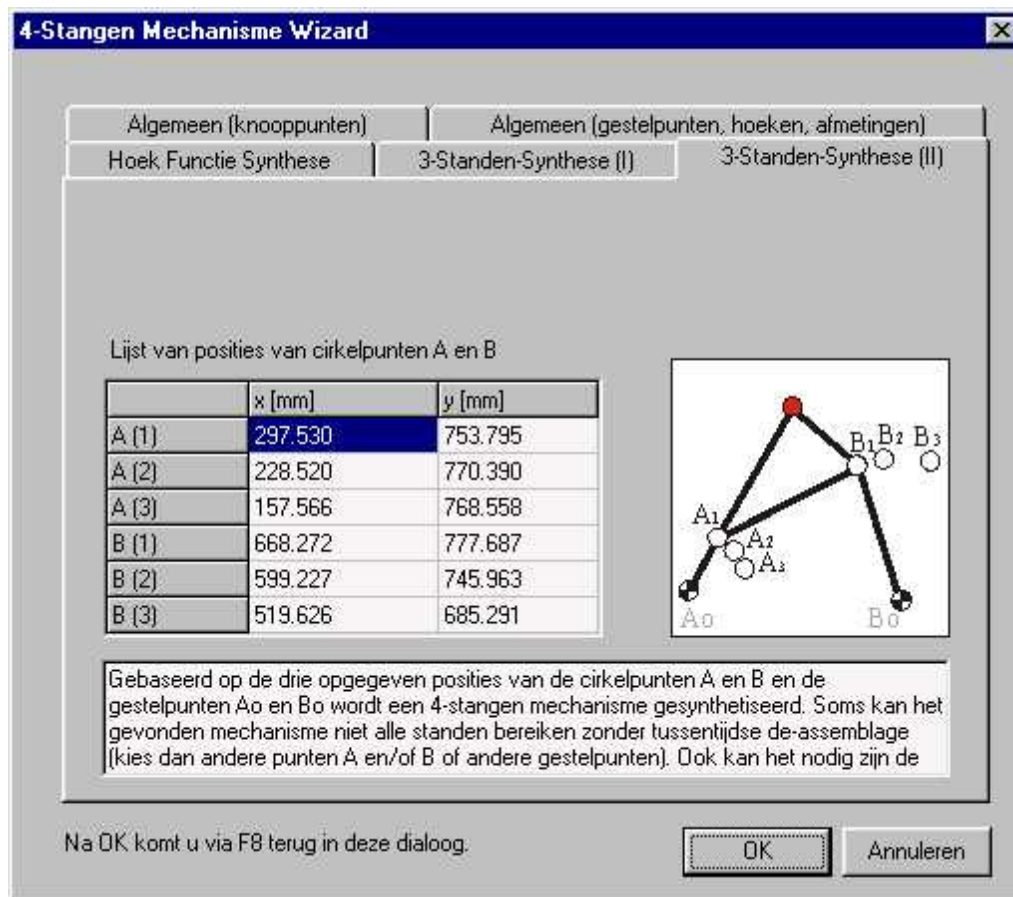 4-Stangen Mechanisme Wizard
Algemeen (knooppunten)
Algemeen (gestelpunten, hoeken, afmetingen)
Hoek Functie Synthese
3-Standen-Synthese (I)
3-Standen-Synthese (II)
Lijst van posities van cirkelpunten A en B
x [mm] y [mm]
A (1) 297.530 753.795
A (2) 228.520 770.390
A (3) 157.566 768.558
B (1) 668.272 777.687
B (2) 599.227 745.963
B (3) 519.626 685.291
B1 B2 B3
A1
A2
A3
Ao Bo
Gebaseerd op de drie opgegeven posities van de cirkelpunten A en B en de
gestelpunten Ao en Bo wordt een 4-stangen mechanisme gesynthetiseerd. Soms kan het
gevonden mechanisme niet alle standen bereiken zonder tussentijdse de-assemblage
(kies dan andere punten A en/of B of andere gestelpunten). Ook kan het nodig zijn de
Na OK komt u via F8 terug in deze dialoog.
OK
Annuleren